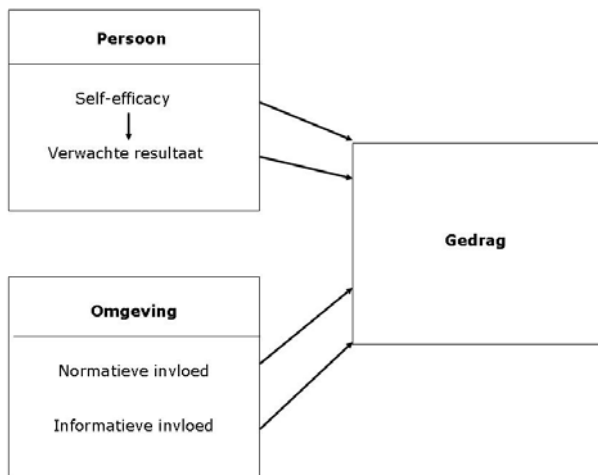 Persoon
Self-efficacy
Verwachte resultaat
Gedrag
Omgeving
Normatieve invloed
Informatieve invloed